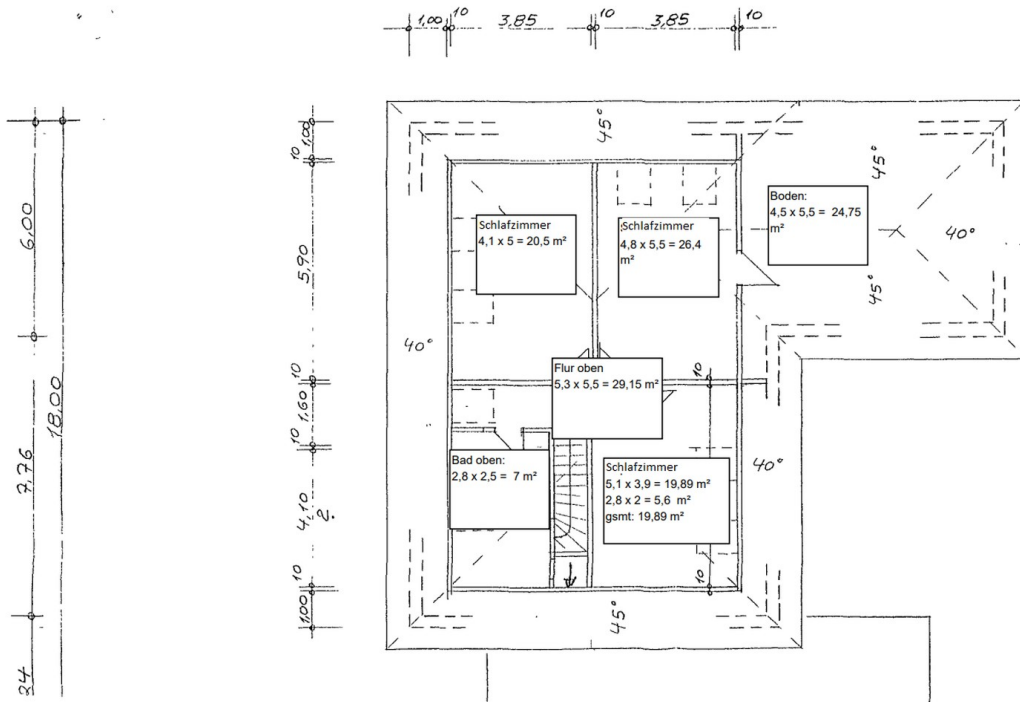 1,00 10 3,85 10 3,85 10
45°
45°
45°
40°
40°
40°
45°
6,00
18,00
7,76
24
1,00
10
5,90
10
1,60
10
4,10
2
10
1,00
10
10
Schlafzimmer
4,1 x 5 = 20,5 m²
Schlafzimmer
4,8 x 5,5 = 26,4
m²
Boden:
4,5 x 5,5 = 24,75
m²
Flur oben
5,3 x 5,5 = 29,15 m²
Bad oben:
2,8 x 2,5 = 7 m²
Schlafzimmer
5,1 x 3,9 = 19,89 m²
2,8 x 2 = 5,6 m²
gsmt: 19,89 m²